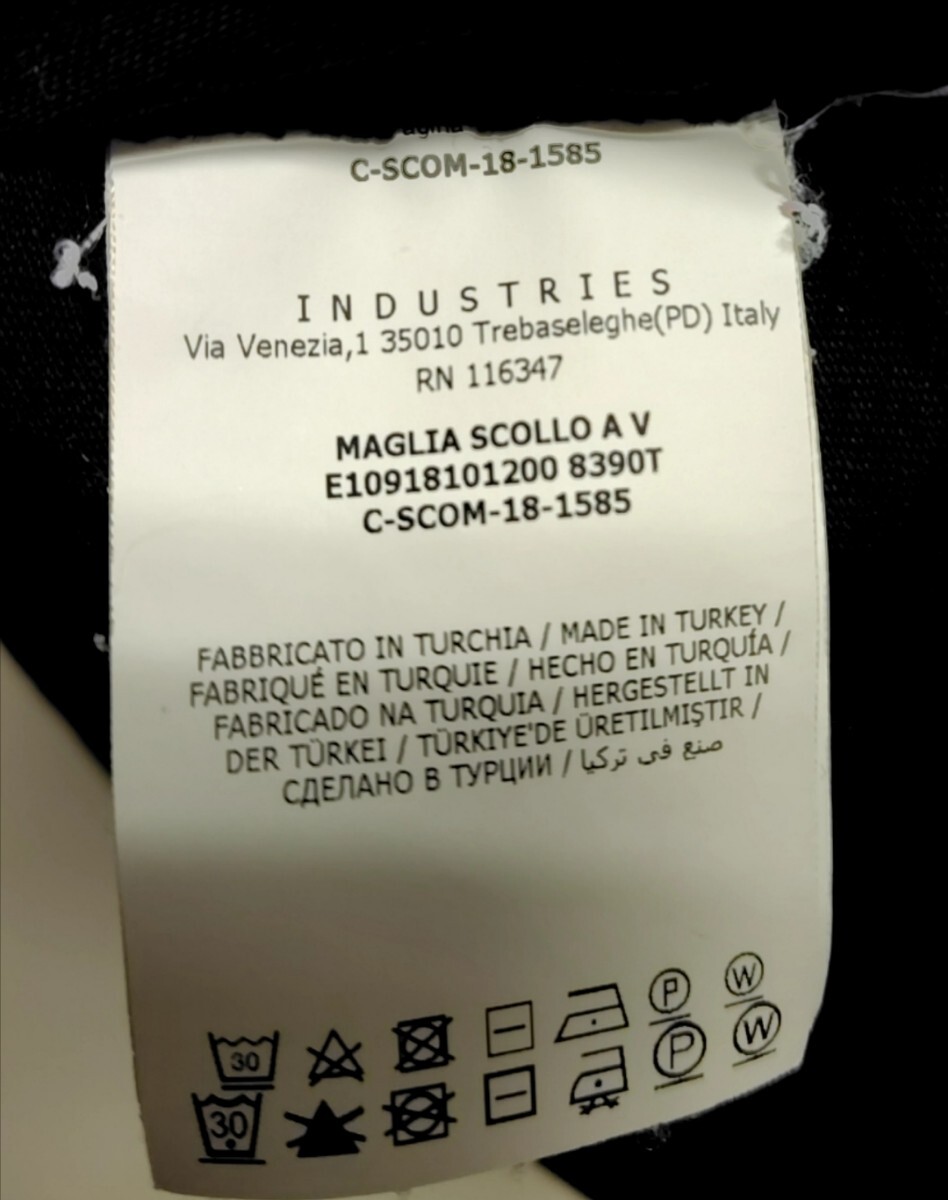 C-SCOM-18-1585
INDUSTRIES
Via Venezia,1 35010 Trebaseleghe(PD) Italy
RN 116347
MAGLIA SCOLLO A V
E10918101200 8390T
C-SCOM-18-1585
FABBRICATO IN TURCHIA / MADE IN TURKEY /
FABRIQUÉ EN TURQUIE / HECHO EN TURQUÍA /
FABRICADO NA TURQUIA / HERGESTELLT IN
DER TÜRKEI / TÜRKIYE'DE ÜRETILMIŞTIR /
СДЕЛАНО В ТУРЦИИ / صنع في تركيا
30 P W
30 P W